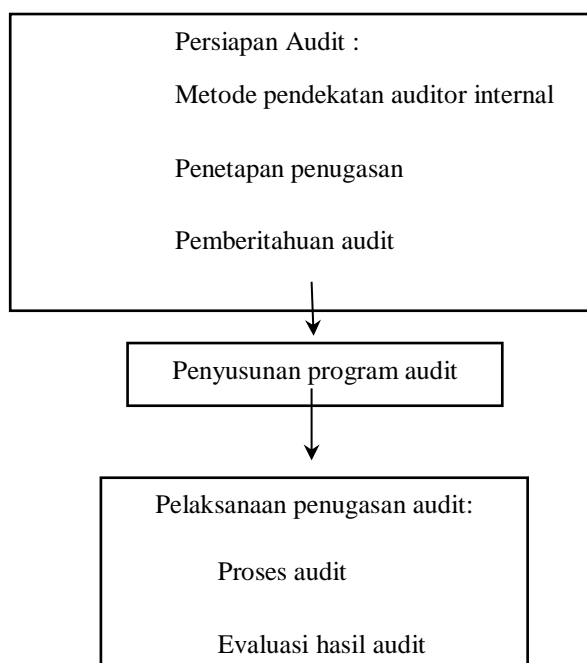 Persiapan Audit :
Metode pendekatan auditor internal
Penetapan penugasan
Pemberitahuan audit
Penyusunan program audit
Pelaksanaan penugasan audit:
Proses audit
Evaluasi hasil audit